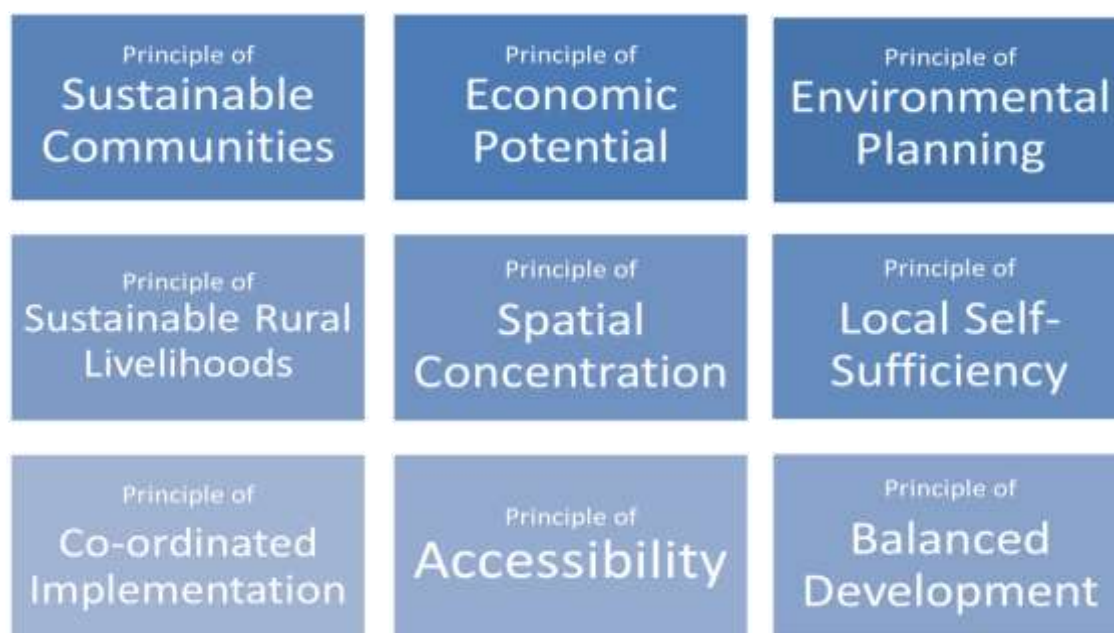 Principle of
Sustainable
Communities
Principle of
Economic
Potential
Principle of
Environmental
Planning
Principle of
Sustainable Rural
Livelihoods
Principle of
Spatial
Concentration
Principle of
Local Self-
Sufficiency
Principle of
Co-ordinated
Implementation
Principle of
Accessibility
Principle of
Balanced
Development